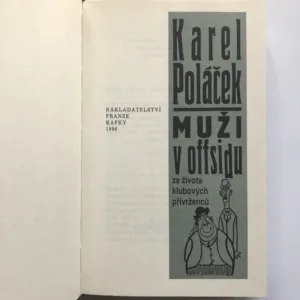 NAKLADATELSTVÍ
FRANZE
KAFKY
1996
Karel
Poláček
MUŽI
v offsidu
ze života
klubových
přívrženců